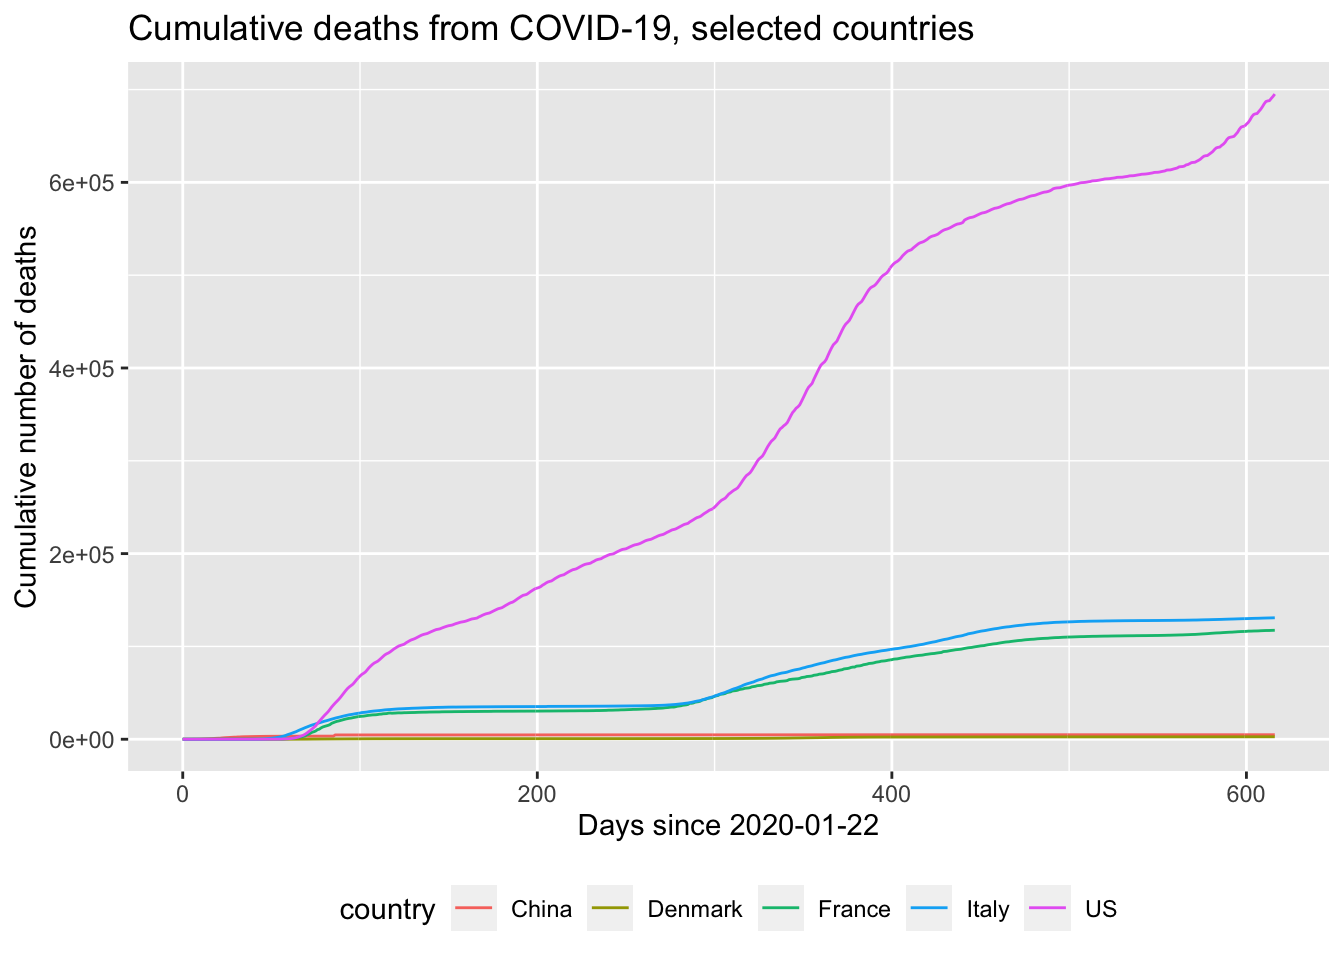 Cumulative deaths from COVID-19, selected countries
Cumulative number of deaths
6e+05
4e+05
2e+05
0e+00
0 200 400 600
Days since 2020-01-22
country China Denmark France Italy US